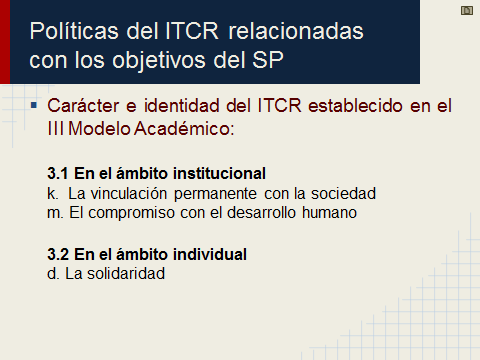 Políticas del ITCR relacionadas
con los objetivos del SP
Carácter e identidad del ITCR establecido en el
III Modelo Académico:
3.1 En el ámbito institucional
k. La vinculación permanente con la sociedad
m. El compromiso con el desarrollo humano
3.2 En el ámbito individual
d. La solidaridad